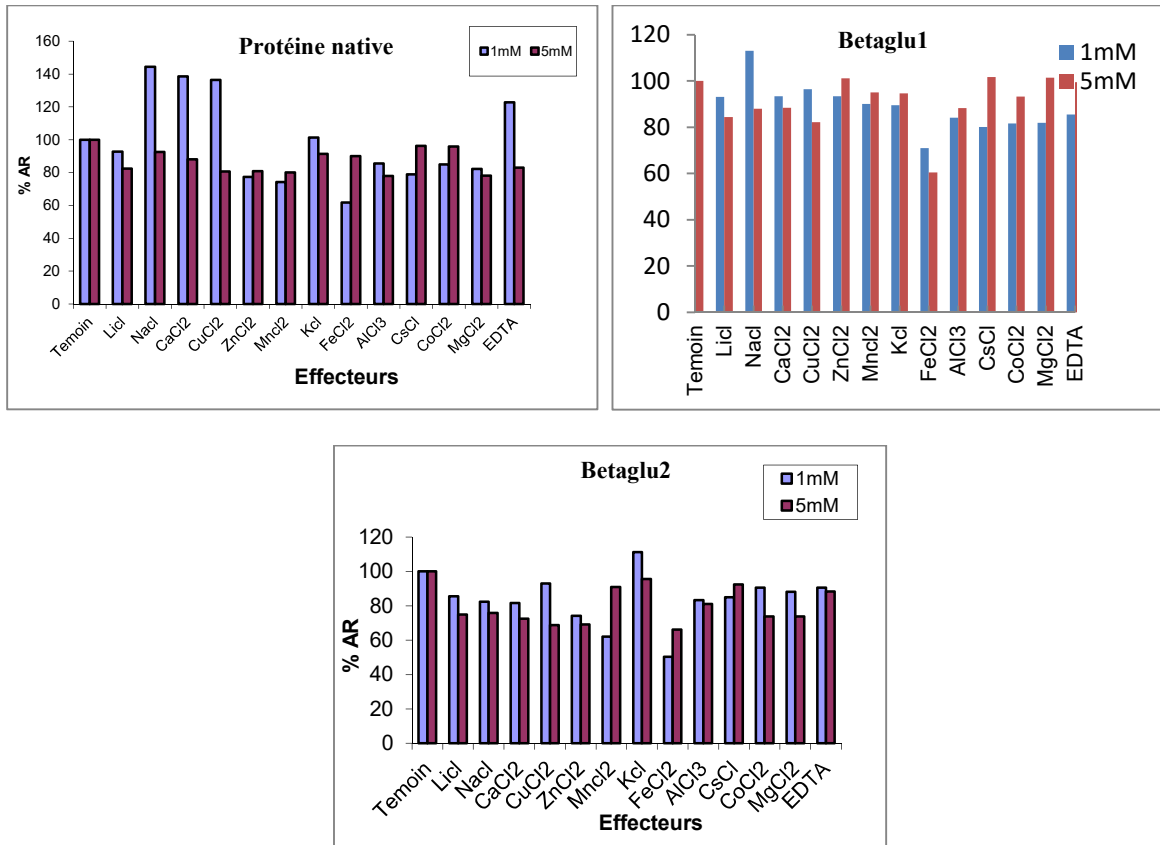 Protéine native
1mM 5mM
160
140
120
100
80
60
40
20
0
% AR
Temoin Licl Nacl CaCl2 CuCl2 ZnCl2 Mncl2 Kcl FeCl2 AlCl3 CsCl CoCl2 MgCl2 EDTA
Effecteurs
Betaglu1
1mM
5mM
120
100
80
60
40
20
0
Temoin Licl Nacl CaCl2 CuCl2 ZnCl2 Mncl2 Kcl FeCl2 AlCl3 CsCl CoCl2 MgCl2 EDTA
Betaglu2
1mM
5mM
120
100
80
60
40
20
0
% AR
Temoin Licl Nacl CaCl2 CuCl2 ZnCl2 Mncl2 Kcl FeCl2 AlCl3 CsCl CoCl2 MgCl2 EDTA
Effecteurs